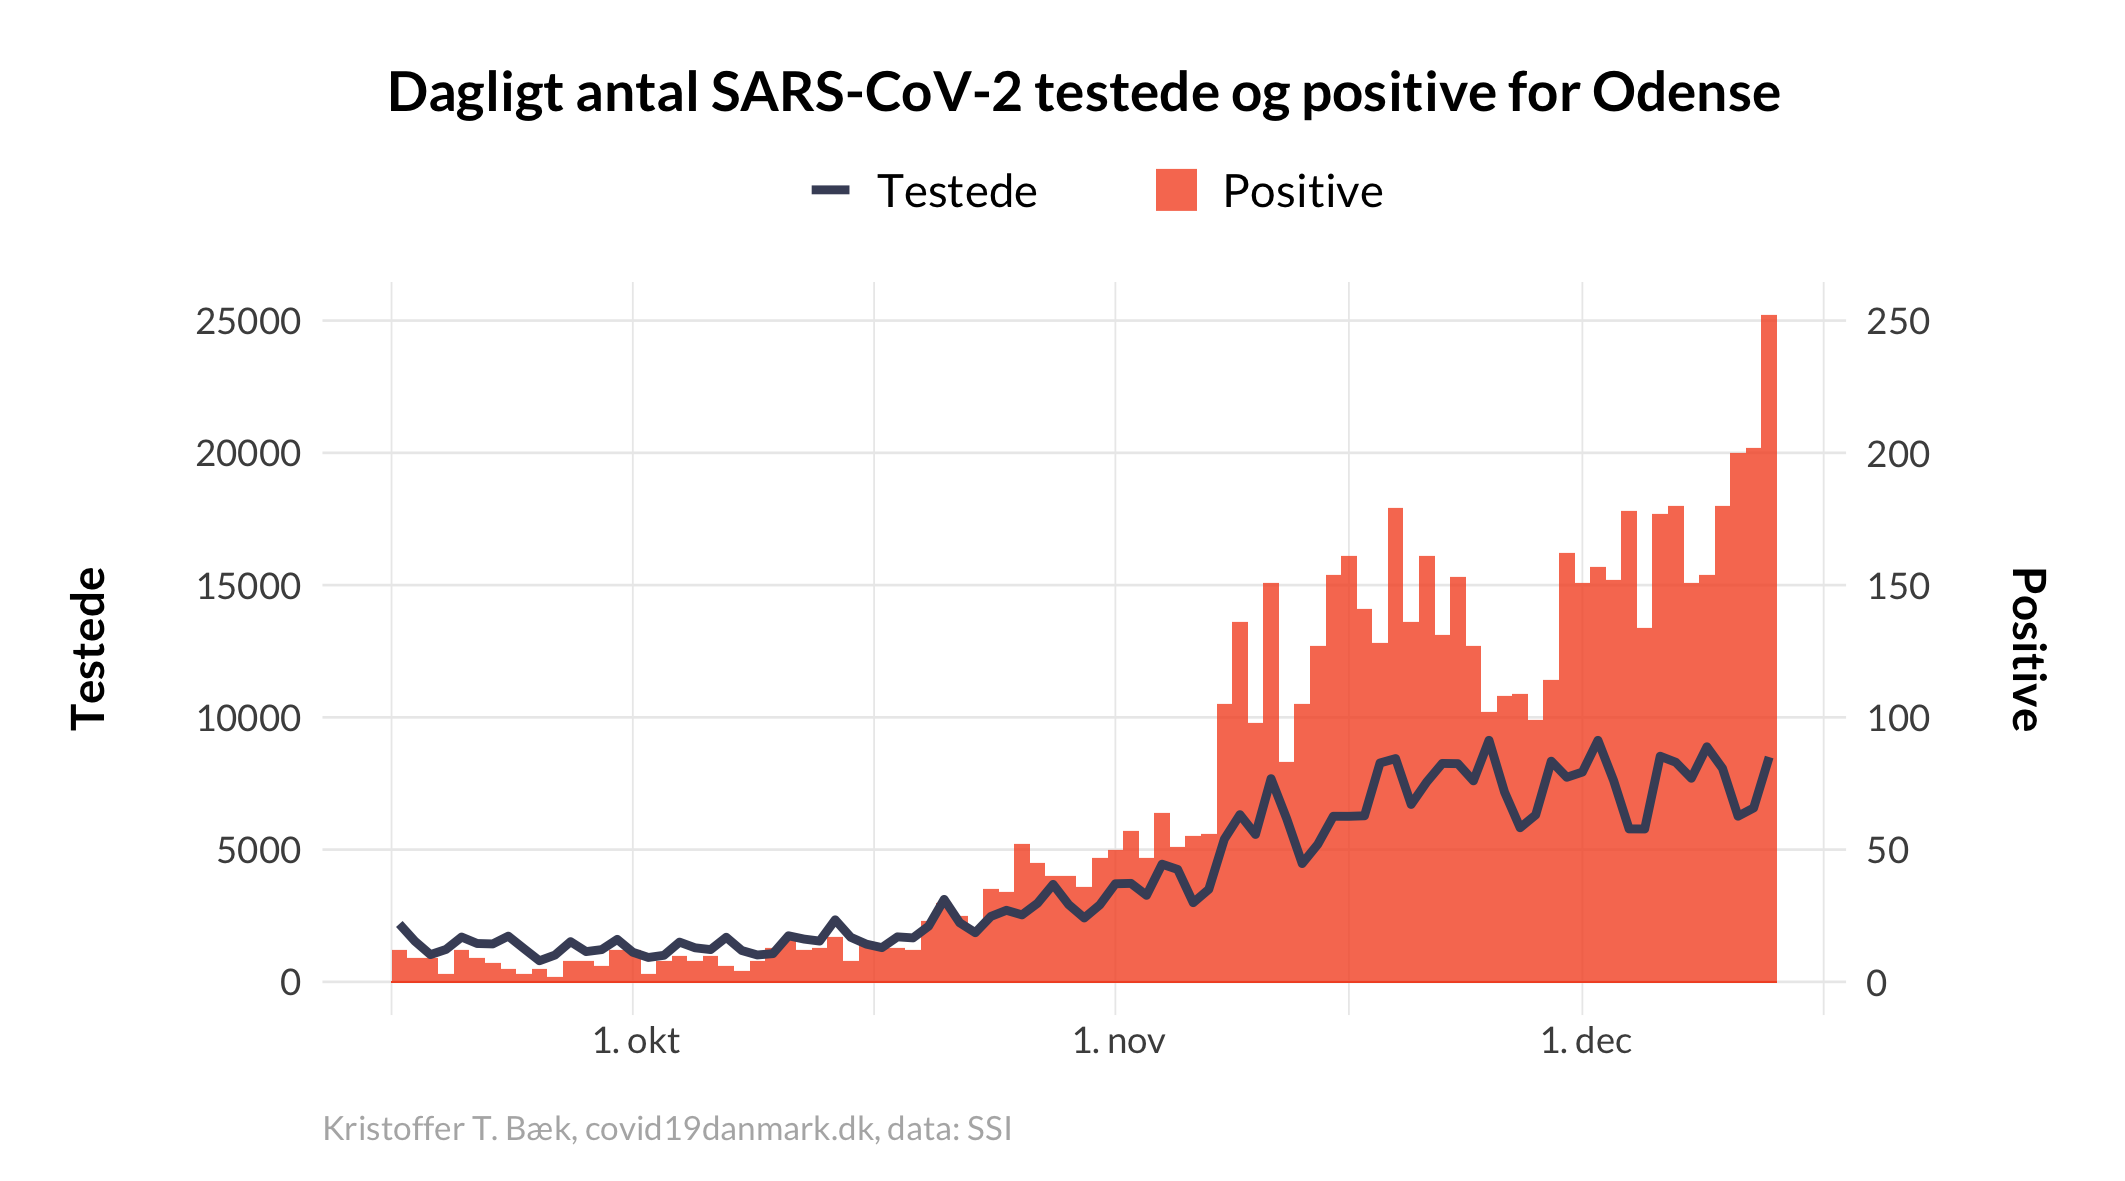 Dagligt antal SARS-CoV-2 testede og positive for Odense
Testede Positive
25000 250
20000 200
15000 150
10000 100
5000 50
0 0
Testede
Positive
1. okt 1. nov 1. dec
Kristoffer T. Bæk, covid19danmark.dk, data: SSI